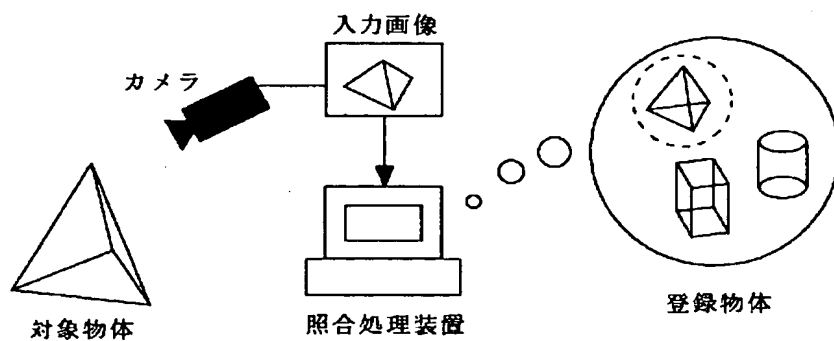 入力画像
カメラ
対象物体
照合処理装置
登録物体